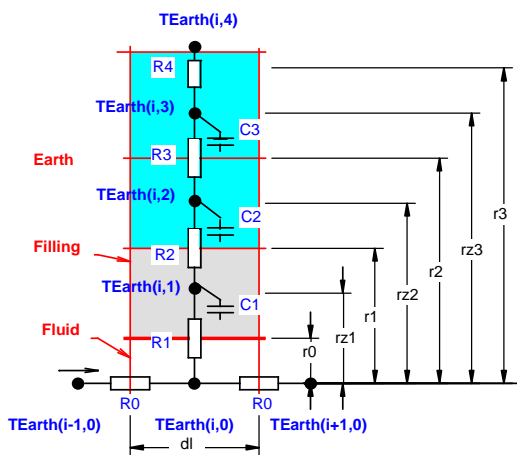 TEarth(i,4)
R4
TEarth(i,3)
C3
R3
Earth
TEarth(i,2)
C2
R2
Filling
TEarth(i,1)
C1
Fluid
R1
r0
rz1
r1
rz2
r2
rz3
r3
R0
R0
TEarth(i-1,0)
TEarth(i,0)
TEarth(i+1,0)
dl